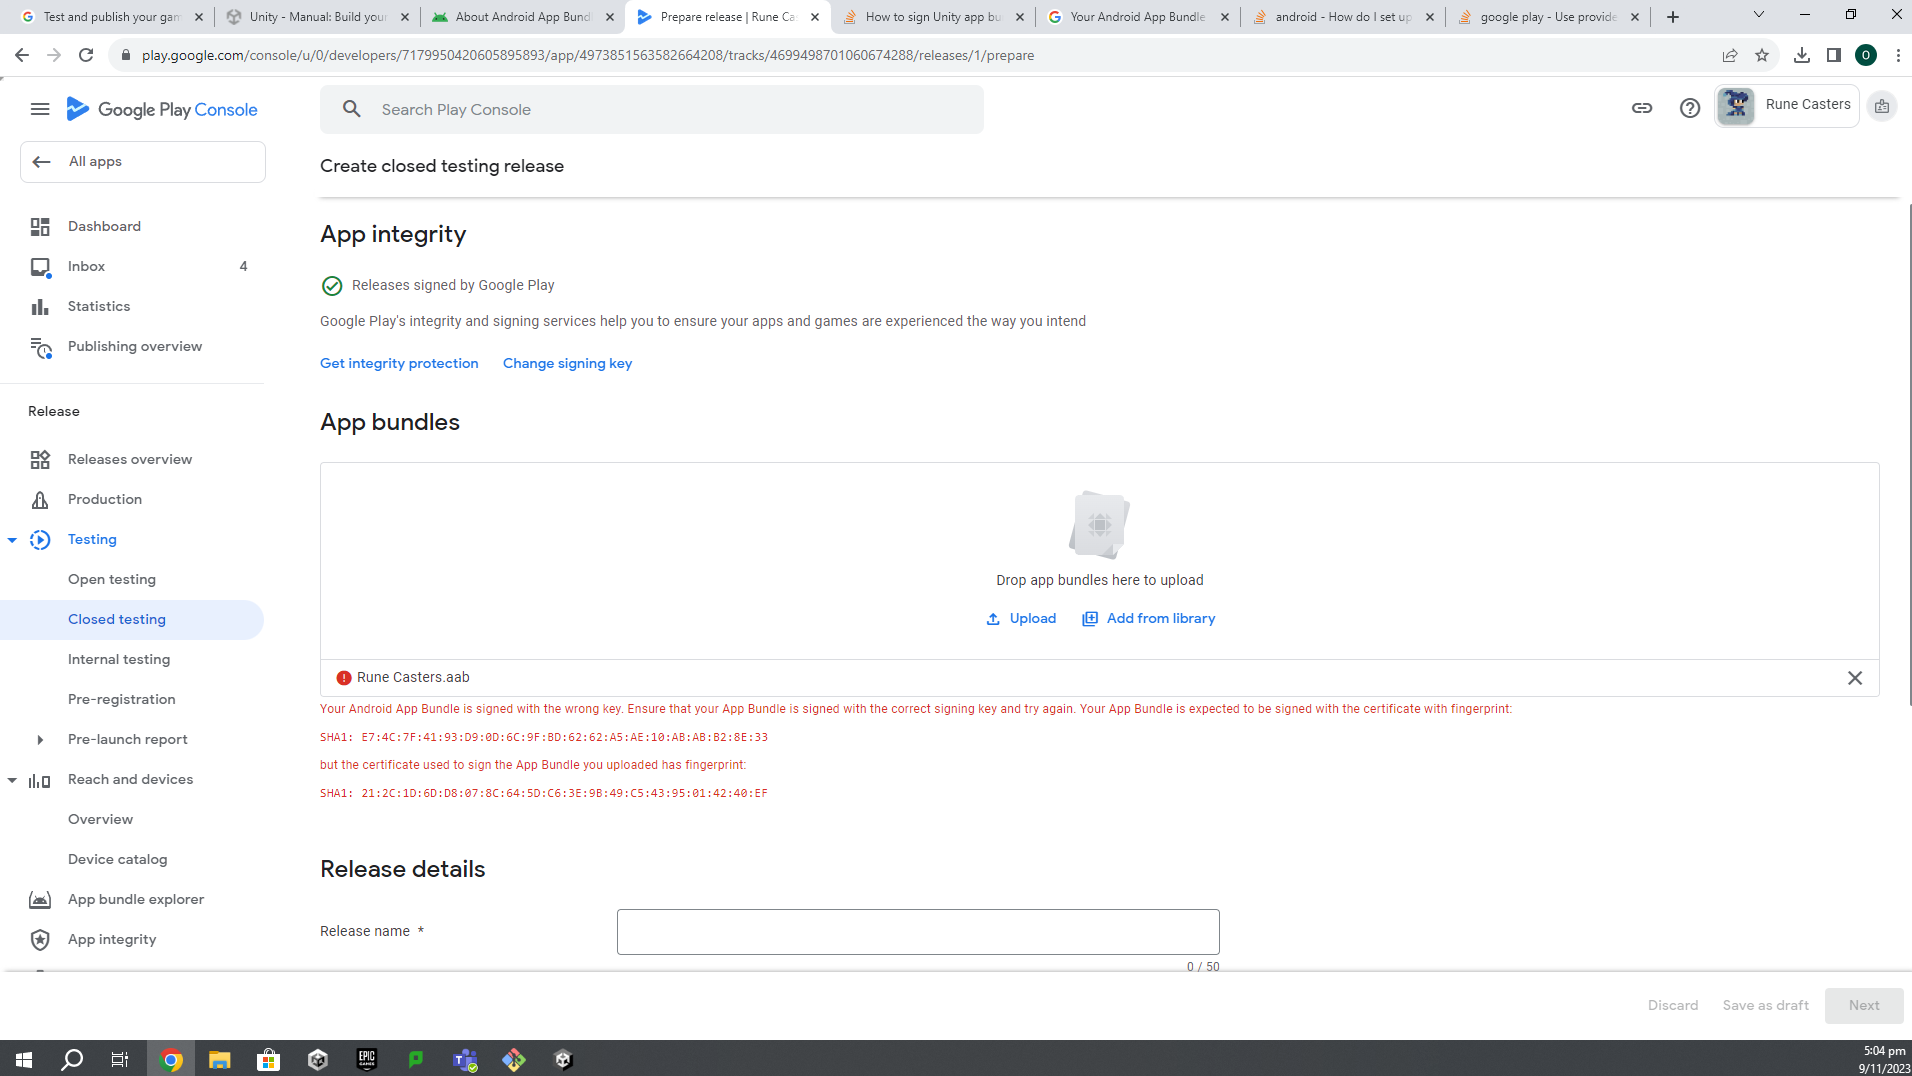 Test and publish your gam
Unity - Manual: Build your
About Android App Bundl
Prepare release | Rune Ca
How to sign Unity app bu
Your Android App Bundle
android - How do I set up
google play - Use provide
play.google.com/console/u/0/developers/7179950420605895893/app/4973851563582664208/tracks/4699498701060674288/releases/1/prepare
O
Google Play Console
Search Play Console
Rune Casters
All apps
Create closed testing release
Dashboard
Inbox 4
Statistics
Publishing overview
Release
Releases overview
Production
Testing
Open testing
Closed testing
Internal testing
Pre-registration
Pre-launch report
Reach and devices
Overview
Device catalog
App bundle explorer
App integrity
App integrity
Releases signed by Google Play
Google Play's integrity and signing services help you to ensure your apps and games are experienced the way you intend
Get integrity protection Change signing key
App bundles
Drop app bundles here to upload
Upload Add from library
Rune Casters.aab
Your Android App Bundle is signed with the wrong key. Ensure that your App Bundle is signed with the correct signing key and try again. Your App Bundle is expected to be signed with the certificate with fingerprint:
SHA1: E7:4C:7F:41:93:D9:0D:6C:9F:BD:62:62:A5:AE:10:AB:AB:B2:8E:33
but the certificate used to sign the App Bundle you uploaded has fingerprint:
SHA1: 21:2C:1D:6D:D8:07:8C:64:5D:C6:3E:9B:49:C5:43:95:01:42:40:EF
Release details
Release name *
0 / 50
Discard Save as draft Next
EPIC GAMES
5:04 pm
9/11/2023